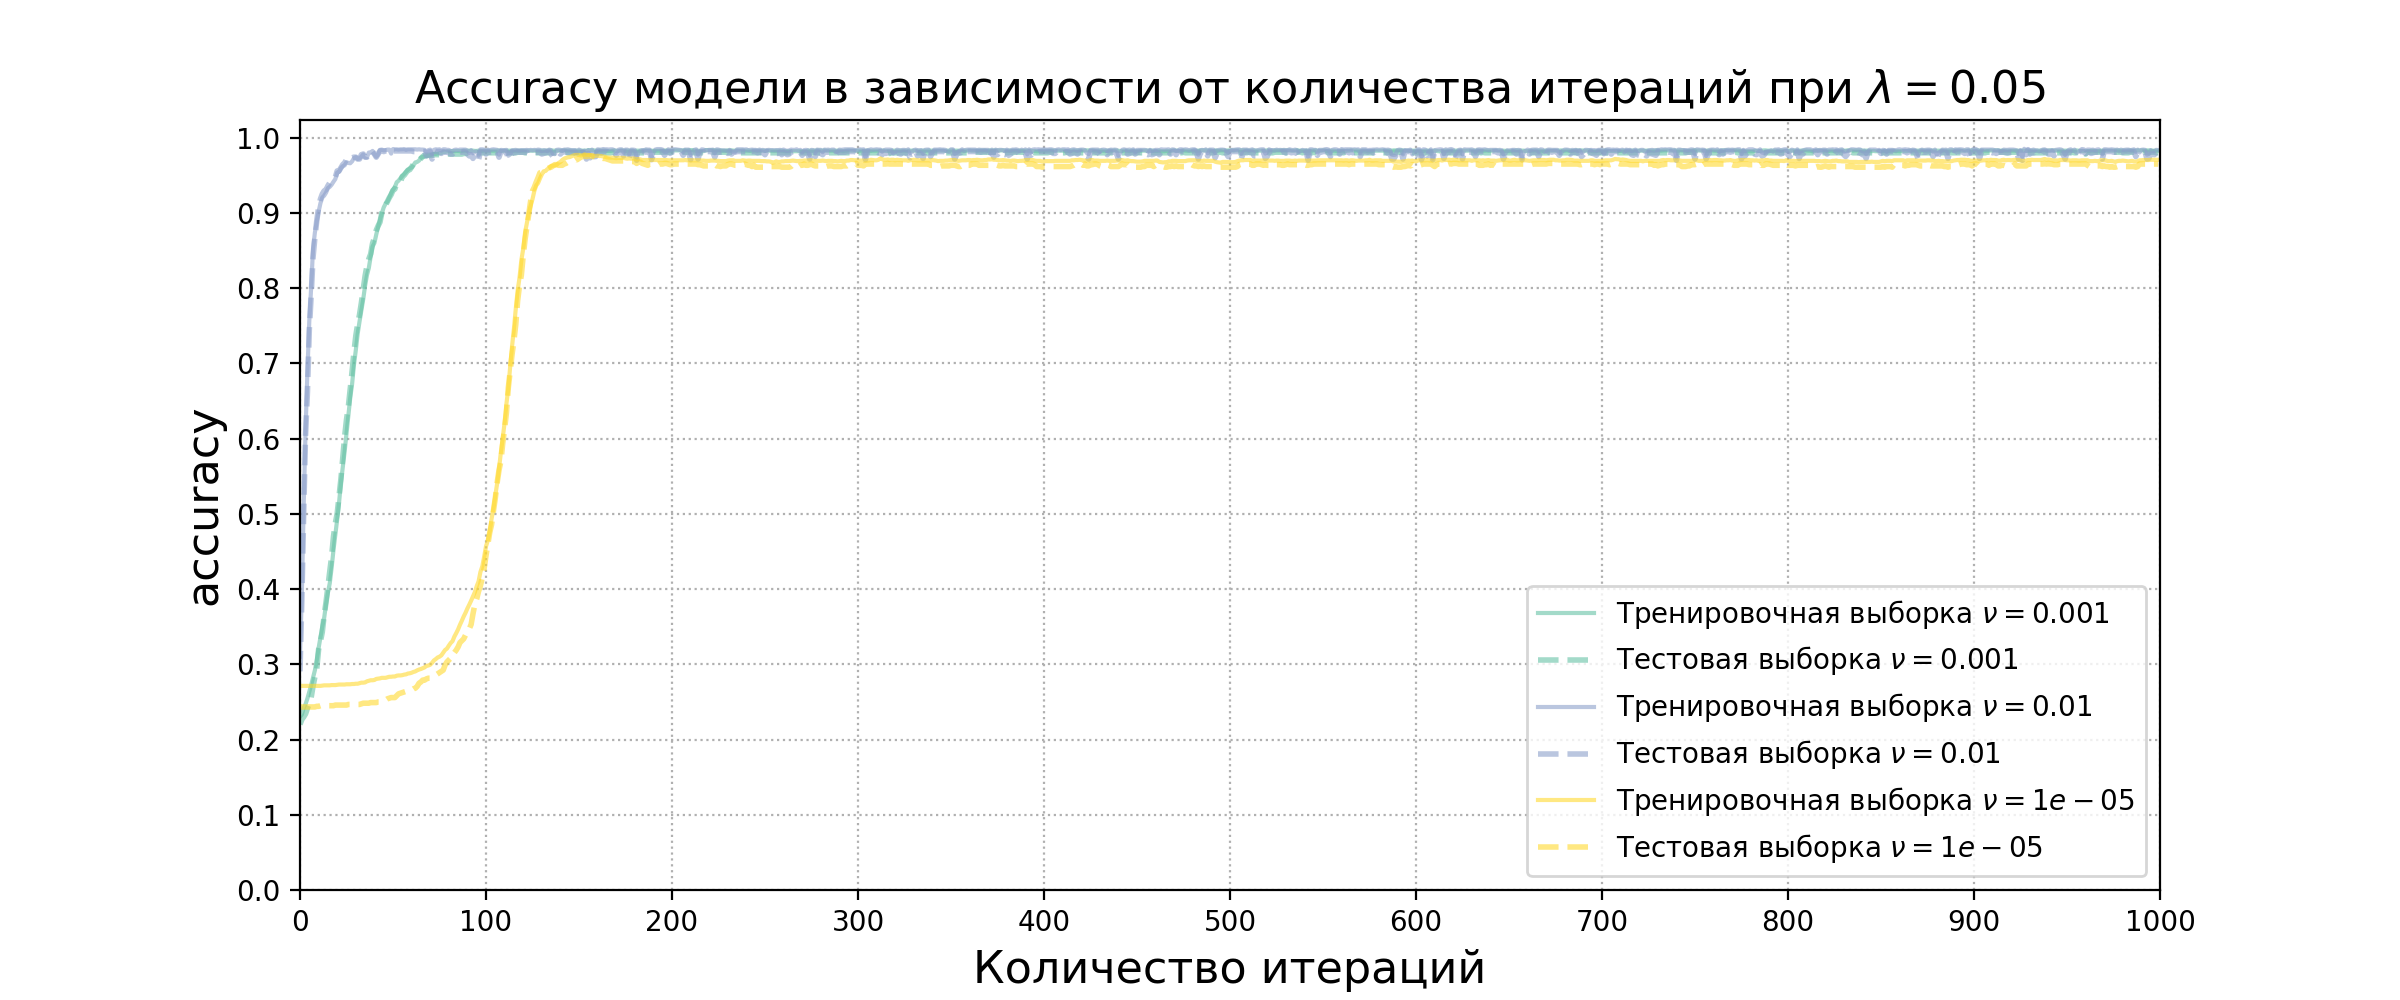 Accuracy модели в зависимости от количества итераций при λ = 0.05
1.0
0.9
0.8
0.7
0.6
0.5
0.4
0.3
0.2
0.1
0.0
accuracy
Тренировочная выборка ν = 0.001
Тестовая выборка ν = 0.001
Тренировочная выборка ν = 0.01
Тестовая выборка ν = 0.01
Тренировочная выборка ν = 1e − 05
Тестовая выборка ν = 1e − 05
0 100 200 300 400 500 600 700 800 900 1000
Количество итераций